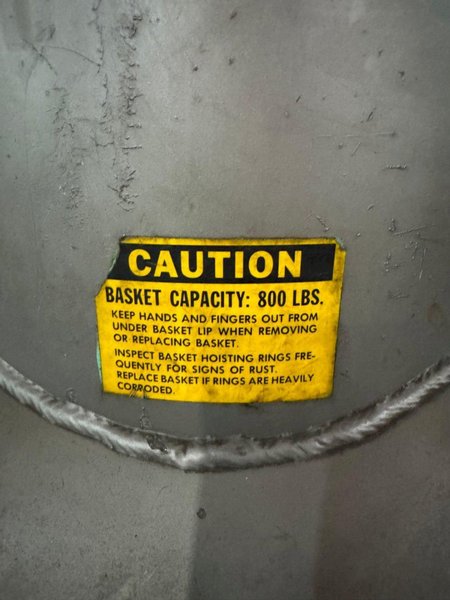 CAUTION
BASKET CAPACITY: 800 LBS.
KEEP HANDS AND FINGERS OUT FROM
UNDER BASKET LIP WHEN REMOVING
OR REPLACING BASKET.
INSPECT BASKET HOISTING RINGS FRE-
QUENTLY FOR SIGNS OF RUST.
REPLACE BASKET IF RINGS ARE HEAVILY
CORRODED.